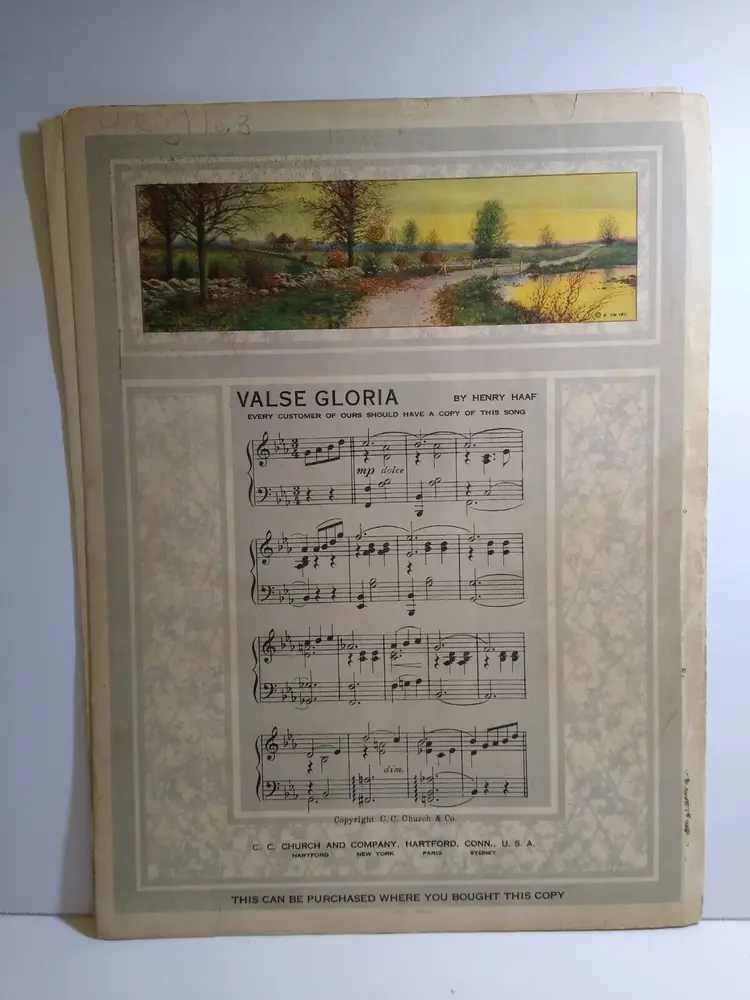 VALSE GLORIA
BY HENRY HAAF
EVERY CUSTOMER OF OURS SHOULD HAVE A COPY OF THIS SONG
mp dolce
dim.
Copyright C. C. Church & Co.
C. C. CHURCH AND COMPANY, HARTFORD, CONN., U. S. A.
HARTFORD NEW YORK PARIS SYDNEY
THIS CAN BE PURCHASED WHERE YOU BOUGHT THIS COPY